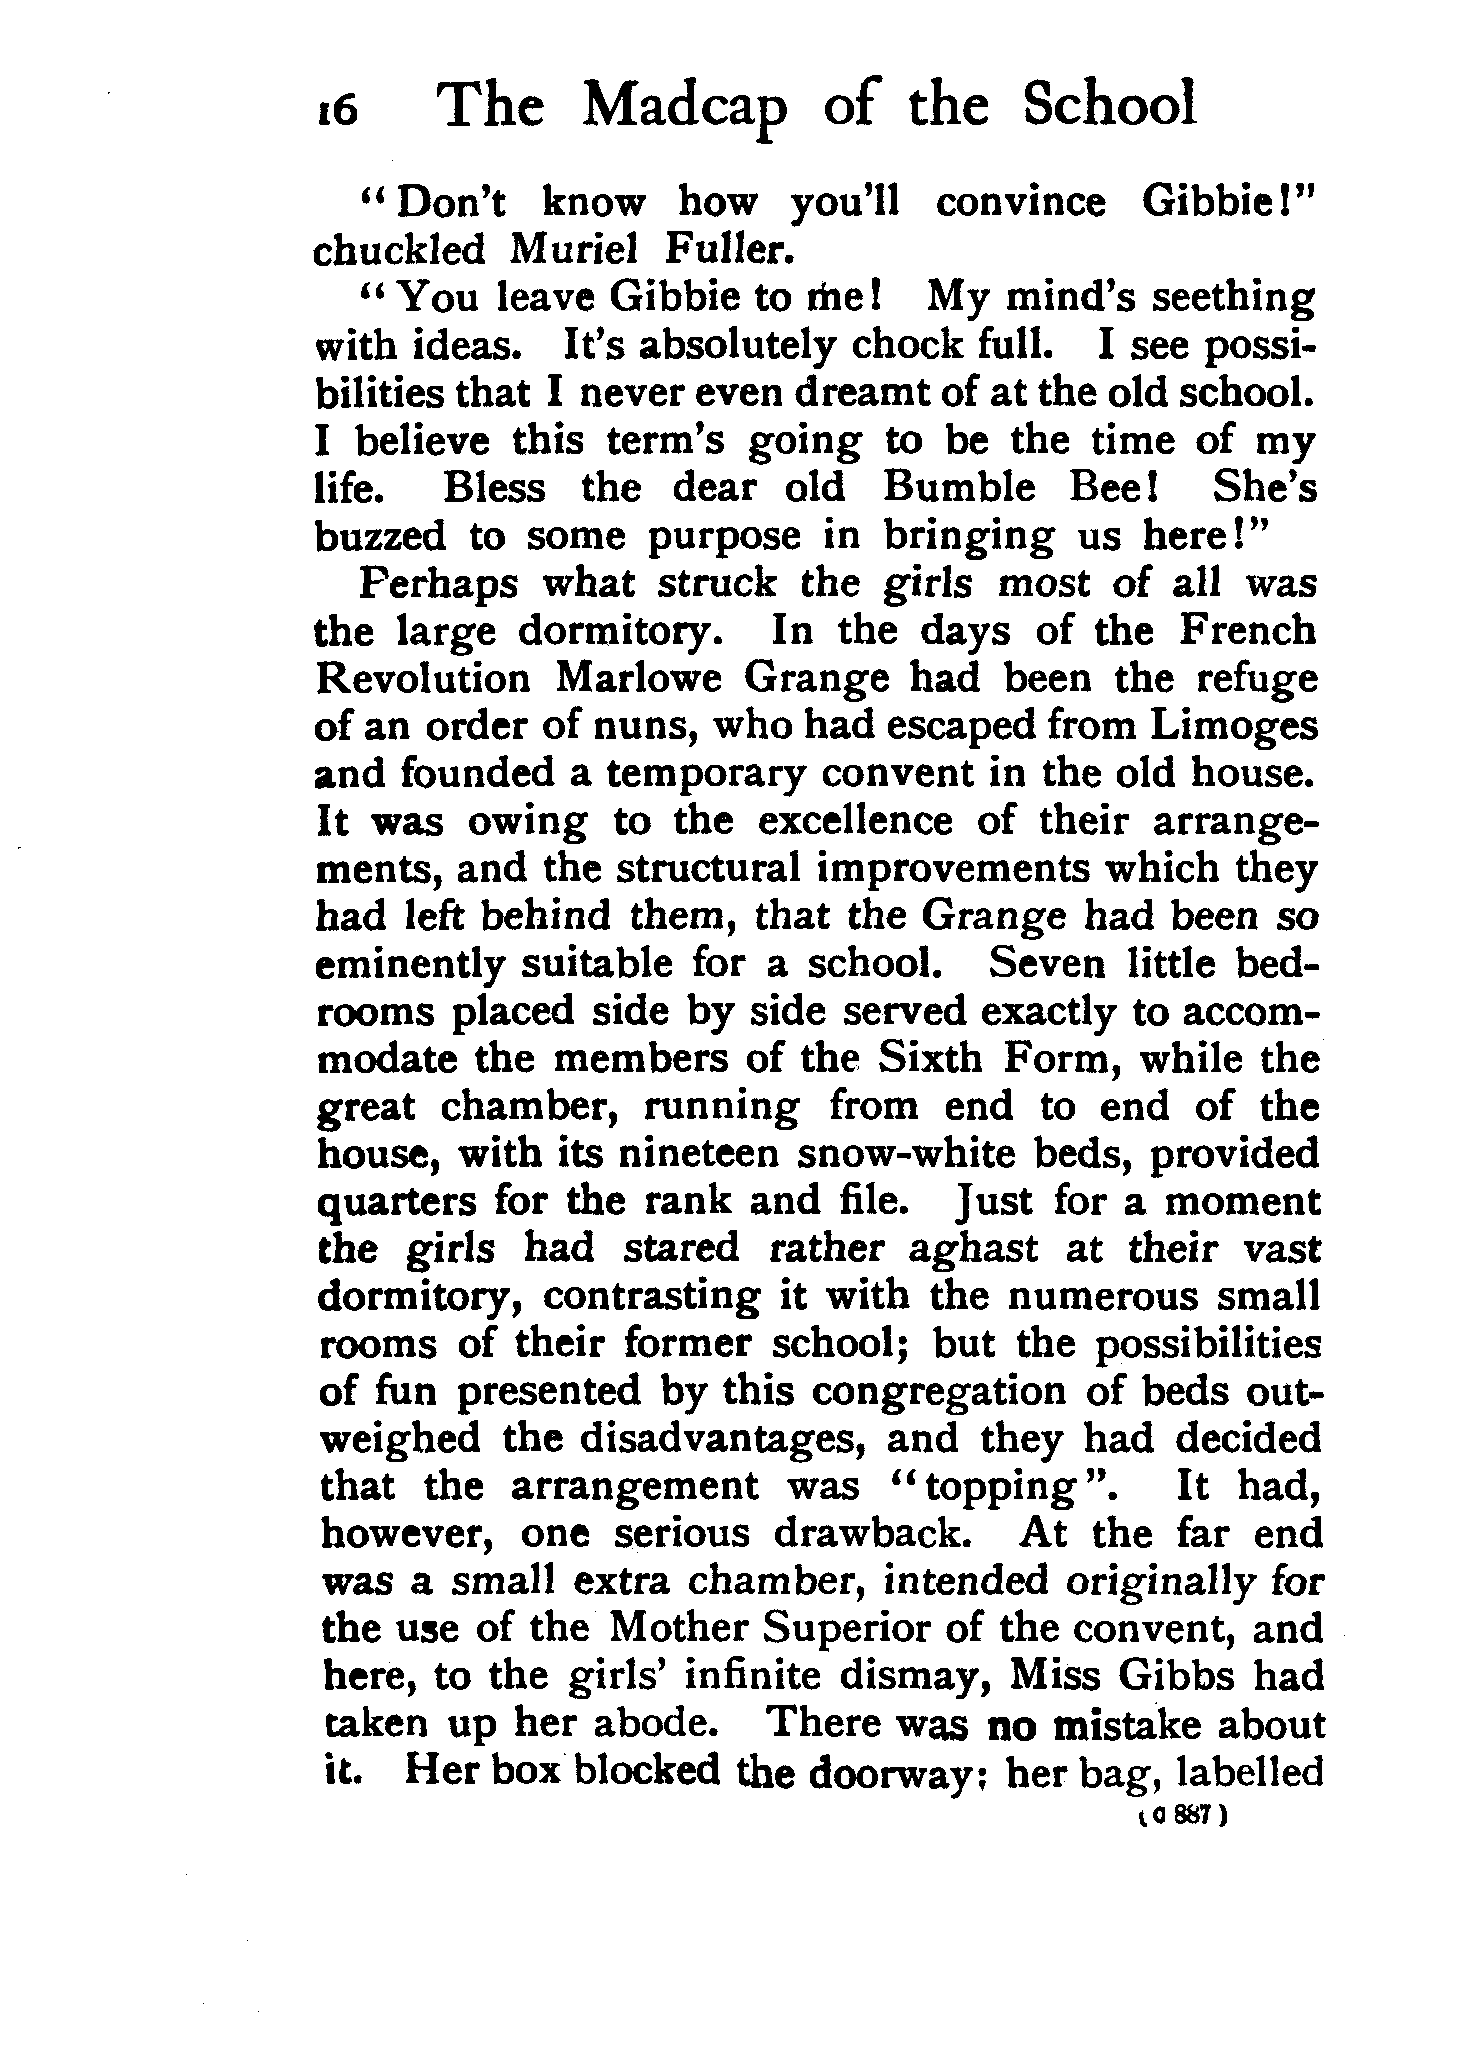 16 The Madcap of the School
"Don't know how you'll convince Gibbie!"
chuckled Muriel Fuller.
"You leave Gibbie to me! My mind's seething
with ideas. It's absolutely chock full. I see possi-
bilities that I never even dreamt of at the old school.
I believe this term's going to be the time of my
life. Bless the dear old Bumble Bee! She's
buzzed to some purpose in bringing us here!"
Perhaps what struck the girls most of all was
the large dormitory. In the days of the French
Revolution Marlowe Grange had been the refuge
of an order of nuns, who had escaped from Limoges
and founded a temporary convent in the old house.
It was owing to the excellence of their arrange-
ments, and the structural improvements which they
had left behind them, that the Grange had been so
eminently suitable for a school. Seven little bed-
rooms placed side by side served exactly to accom-
modate the members of the Sixth Form, while the
great chamber, running from end to end of the
house, with its nineteen snow-white beds, provided
quarters for the rank and file. Just for a moment
the girls had stared rather aghast at their vast
dormitory, contrasting it with the numerous small
rooms of their former school; but the possibilities
of fun presented by this congregation of beds out-
weighed the disadvantages, and they had decided
that the arrangement was "topping". It had,
however, one serious drawback. At the far end
was a small extra chamber, intended originally for
the use of the Mother Superior of the convent, and
here, to the girls' infinite dismay, Miss Gibbs had
taken up her abode. There was no mistake about
it. Her box blocked the doorway; her bag, labelled
887)